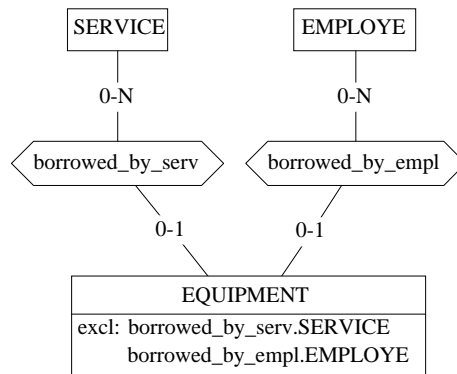 SERVICE
EMPLOYE
0-N
0-N
borrowed_by_serv
borrowed_by_empl
0-1
0-1
EQUIPMENT
excl: borrowed_by_serv.SERVICE
borrowed_by_empl.EMPLOYE